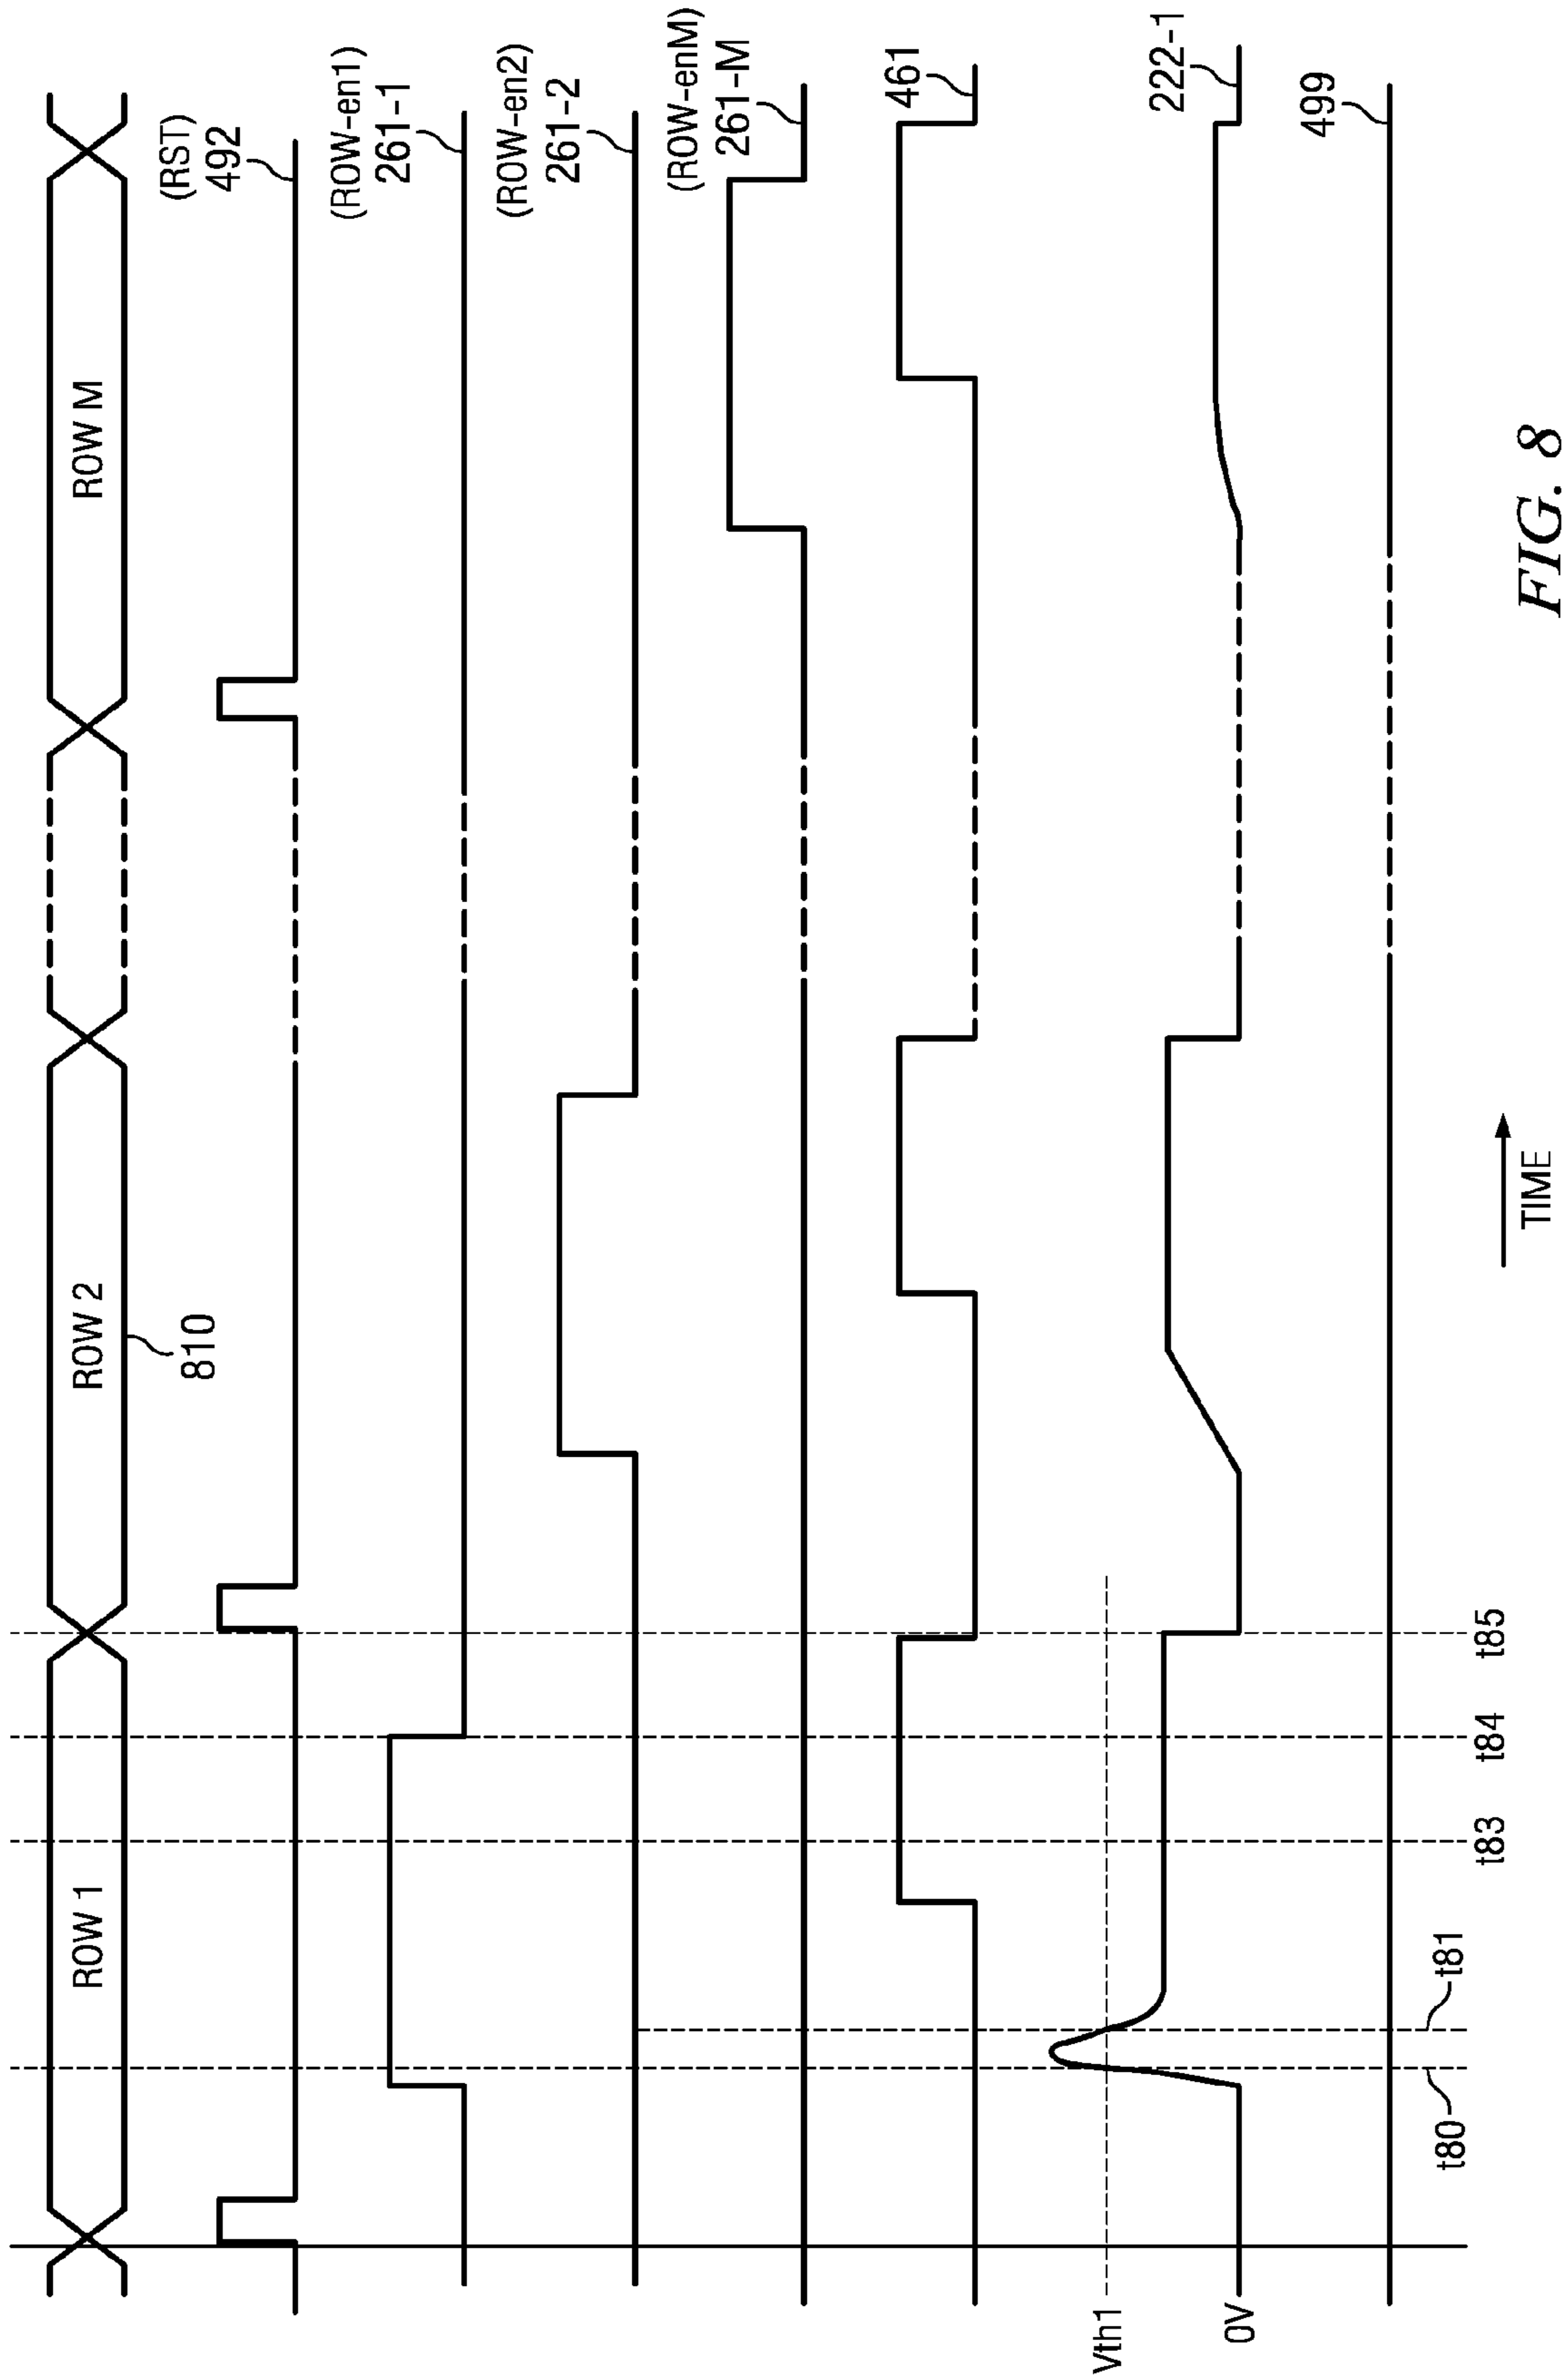 ROW 1
ROW 2
ROW M
810
(RST)
492
(ROW-en1)
261-1
(ROW-en2)
261-2
(ROW-enM)
261-M
461
Vth1
0V
222-1
499
t80
t81
t83
t84
t85
TIME
FIG. 8